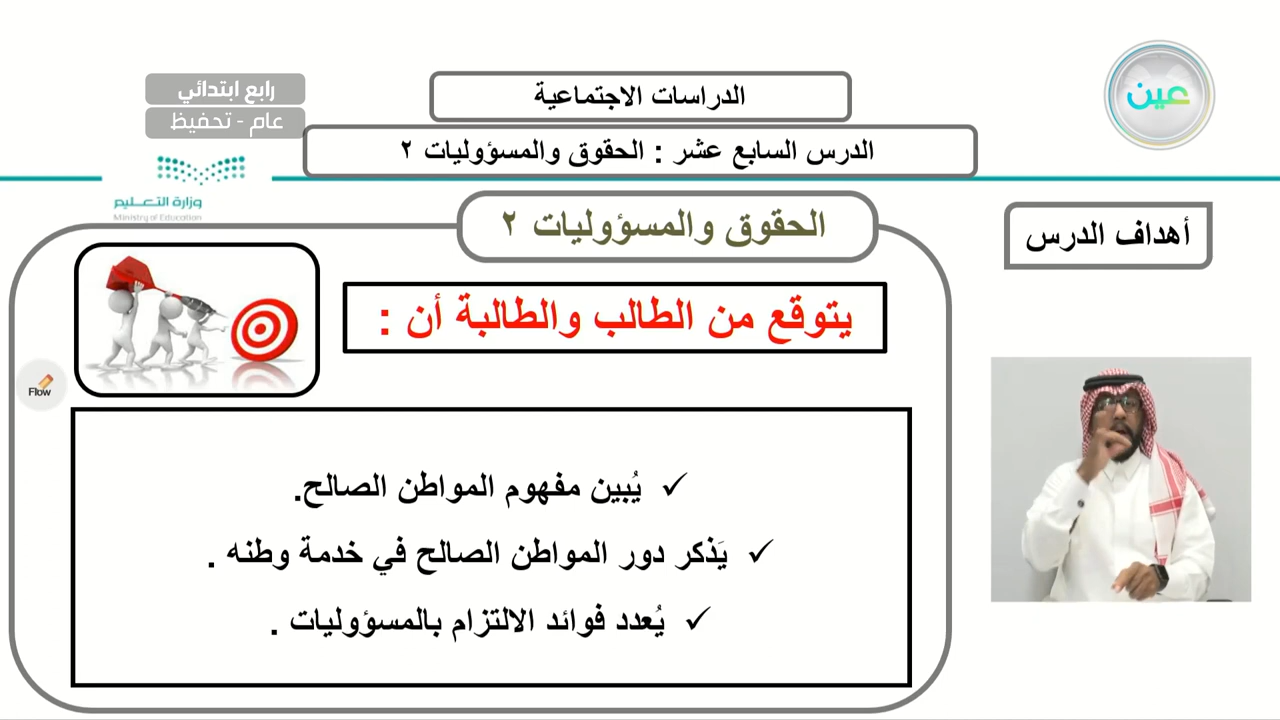 عين
الدراسات الاجتماعية
رابع ابتدائي
عام - تحفيظ
الدرس السابع عشر : الحقوق والمسؤوليات ٢
وزارة التعليم
Ministry of Education
أهداف الدرس
الحقوق والمسؤوليات ٢
يتوقع من الطالب والطالبة أن :
Flow
✓ يُبين مفهوم المواطن الصالح.
✓ يَذكر دور المواطن الصالح في خدمة وطنه .
✓ يُعدد فوائد الالتزام بالمسؤوليات .